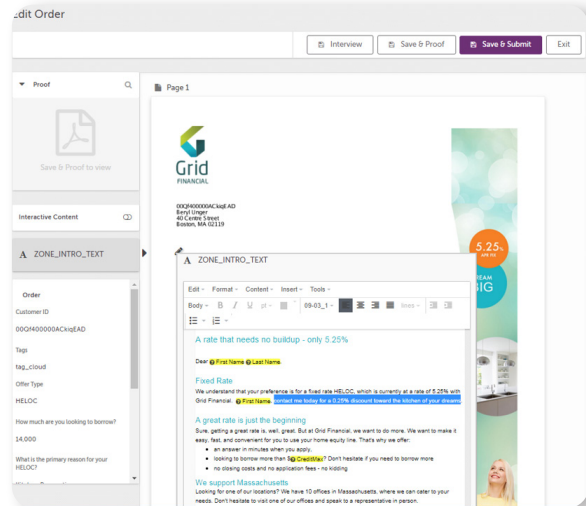 Edit Order
Interview
Save & Proof
Save & Submit
Exit
Proof
Save & Proof to view
Interactive Content
A ZONE_INTRO_TEXT
Order
Customer ID
00Qf400000ACkiqEAD
Tags
tag_cloud
Offer Type
HELOC
How much are you looking to borrow?
14,000
What is the primary reason for your
HELOC?
Page 1
Grid
FINANCIAL
00Qf400000ACkiqEAD
Beryl Unger
40 Centre Street
Boston, MA 02119
5.25%
BIG
A ZONE_INTRO_TEXT
Edit Format Content Insert Tools
Body B I U 09-03_1 lines
A rate that needs no buildup - only 5.25%
Dear First Name Last Name.
Fixed Rate
We understand that your preference is for a fixed rate HELOC, which is currently at a rate of 5.25% with
Grid Financial. First Name, contact me today for a 0.25% discount toward the kitchen of your dreams
A great rate is just the beginning
Sure, getting a great rate is, well, great. But at Grid Financial, we want to do more. We want to make it
easy, fast, and convenient for you to use your home equity line. That's why we offer:
• an answer in minutes when you apply,
• looking to borrow more than $ CreditMax? Don't hesitate if you need to borrow more.
• no closing costs and no application fees - no kidding
We support Massachusetts
Looking for one of our locations? We have 10 offices in Massachusetts, where we can cater to your
needs. Don't hesitate to visit one of our offices and speak to a representative in person.